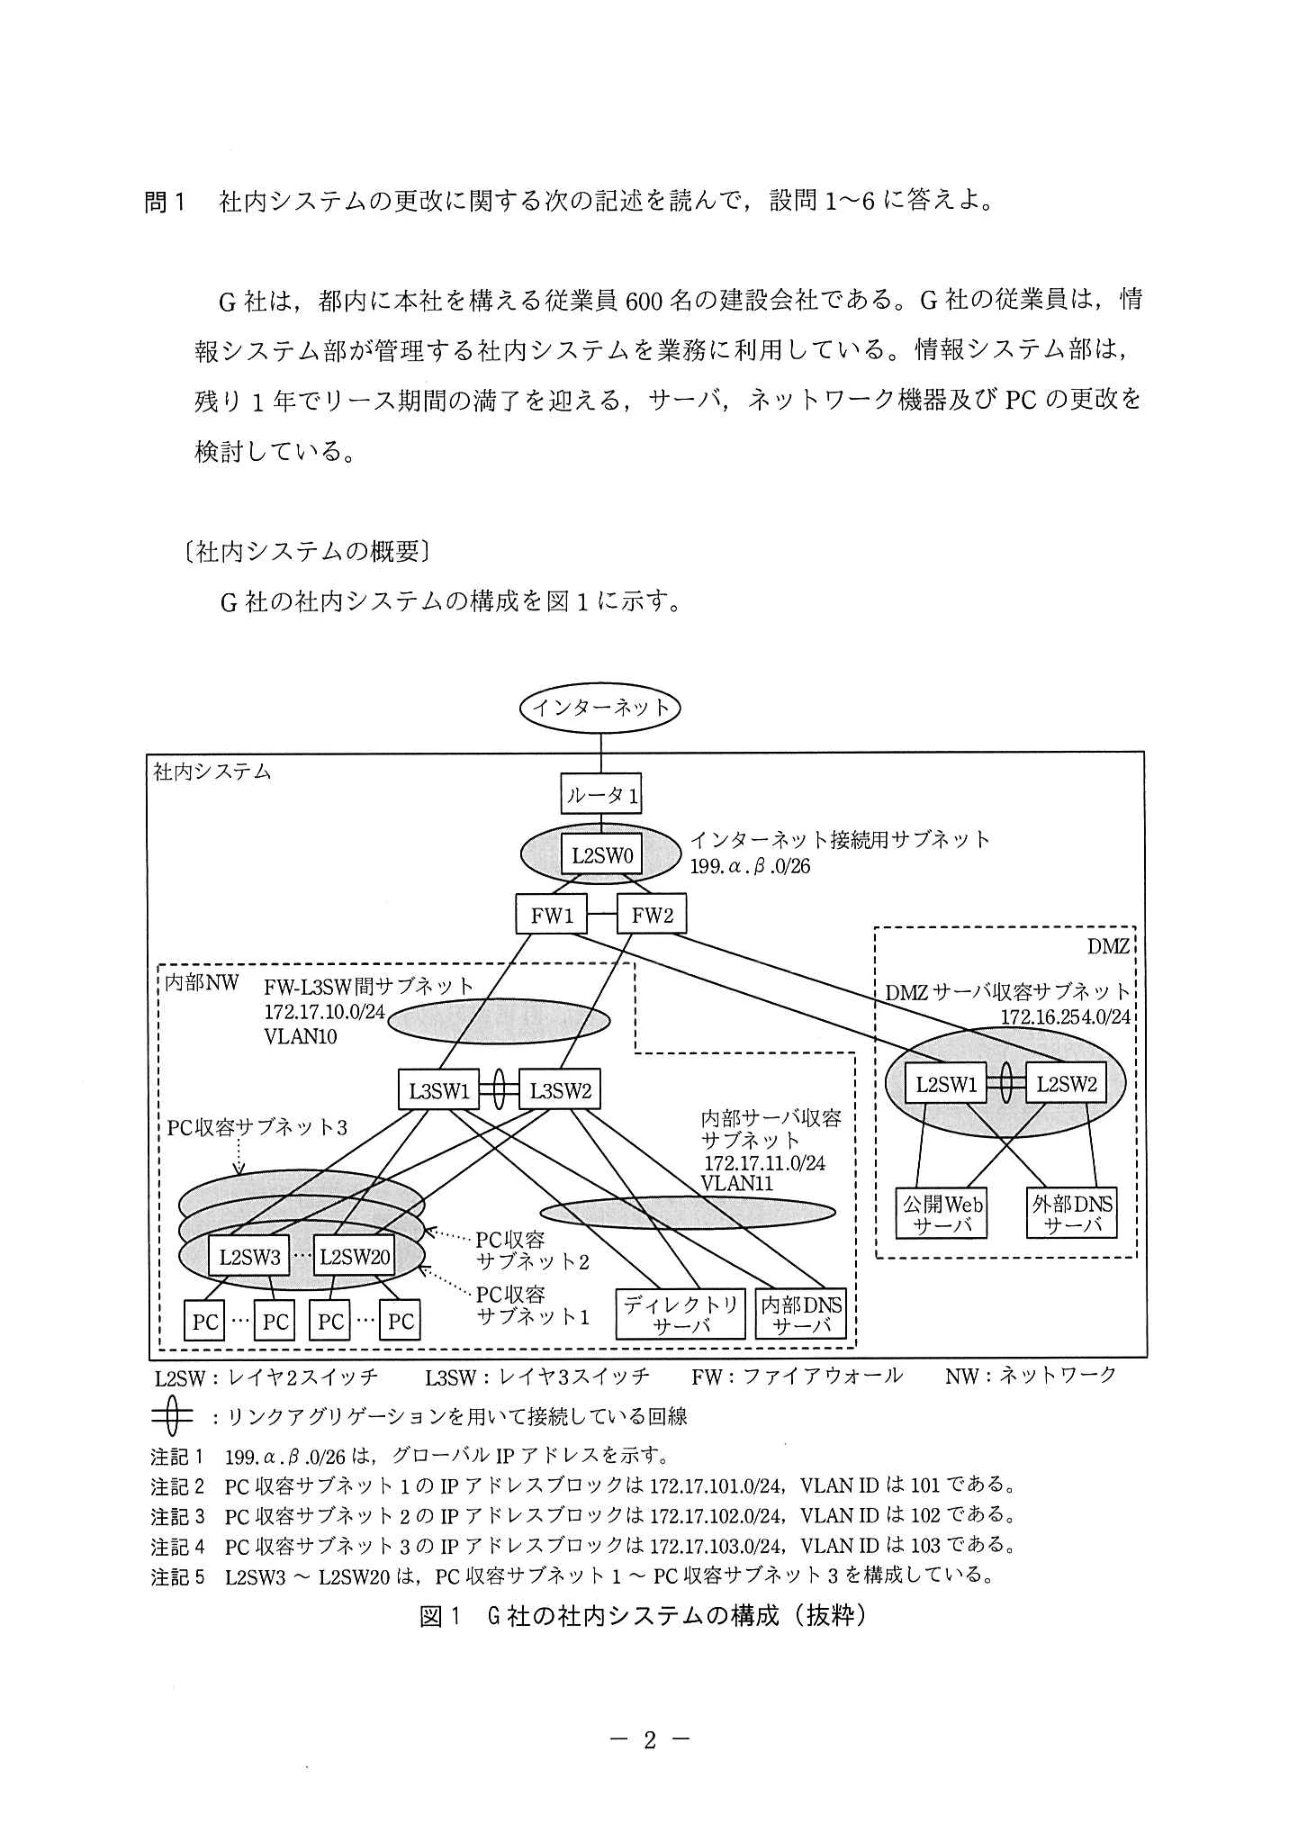 問1　社内システムの更改に関する次の記述を読んで，設問1〜6に答えよ。
G社は，都内に本社を構える従業員600名の建設会社である。G社の従業員は，情
報システム部が管理する社内システムを業務に利用している。情報システム部は，
残り1年でリース期間の満了を迎える，サーバ，ネットワーク機器及びPCの更改を
検討している。
〔社内システムの概要〕
G社の社内システムの構成を図1に示す。
インターネット
社内システム
ルータ1
L2SW0
インターネット接続用サブネット
199.α.β.0/26
FW1
FW2
DMZ
内部NW
FW-L3SW間サブネット
172.17.10.0/24
VLAN10
DMZサーバ収容サブネット
172.16.254.0/24
L3SW1
L3SW2
L2SW1
L2SW2
PC収容サブネット3
内部サーバ収容
サブネット
172.17.11.0/24
VLAN11
公開Web
サーバ
外部DNS
サーバ
L2SW3
…
L2SW20
PC収容
サブネット2
PC収容
サブネット1
PC … PC
PC … PC
ディレクトリ
サーバ
内部DNS
サーバ
L2SW：レイヤ2スイッチ　L3SW：レイヤ3スイッチ　FW：ファイアウォール　NW：ネットワーク
：リンクアグリゲーションを用いて接続している回線
注記1　199.α.β.0/26は，グローバルIPアドレスを示す。
注記2　PC収容サブネット1のIPアドレスブロックは172.17.101.0/24，VLAN IDは101である。
注記3　PC収容サブネット2のIPアドレスブロックは172.17.102.0/24，VLAN IDは102である。
注記4　PC収容サブネット3のIPアドレスブロックは172.17.103.0/24，VLAN IDは103である。
注記5　L2SW3〜L2SW20は，PC収容サブネット1〜PC収容サブネット3を構成している。
図1　G社の社内システムの構成（抜粋）
− 2 −